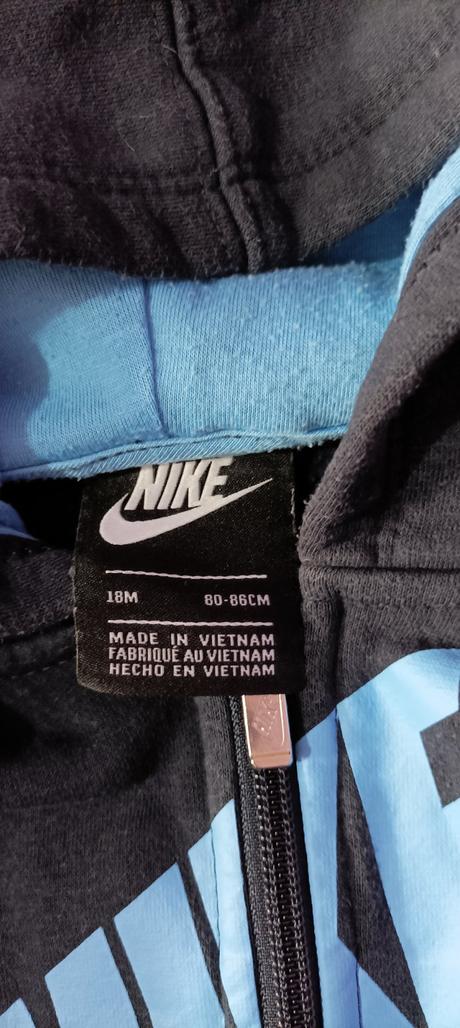 NIKE
18M 80-86CM
MADE IN VIETNAM
FABRIQUÉ AU VIETNAM
HECHO EN VIETNAM